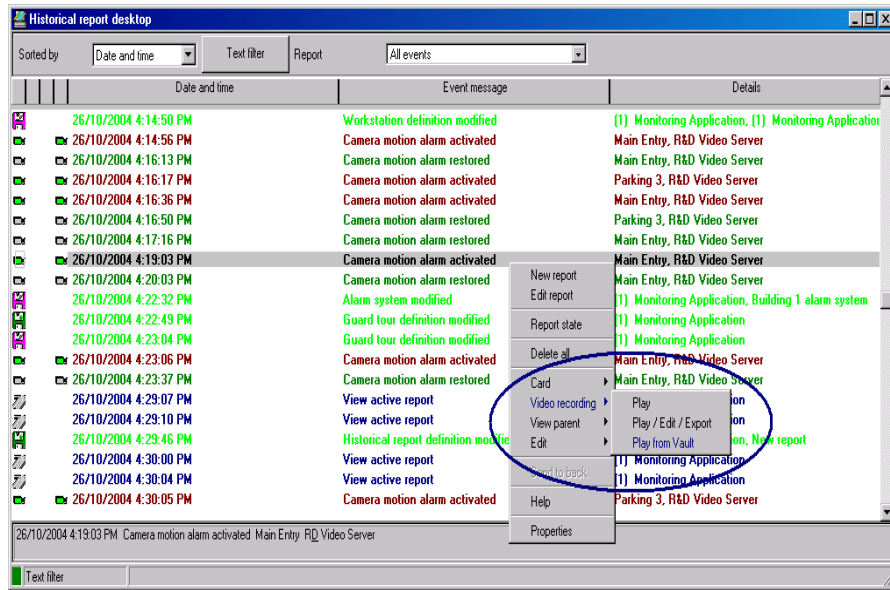 Historical report desktop
Sorted by Date and time Text filter Report All events
Date and time Event message Details
26/10/2004 4:14:50 PM Workstation definition modified (1) Monitoring Application, (1) Monitoring Application
26/10/2004 4:14:56 PM Camera motion alarm activated Main Entry, R&D Video Server
26/10/2004 4:16:13 PM Camera motion alarm restored Main Entry, R&D Video Server
26/10/2004 4:16:17 PM Camera motion alarm activated Parking 3, R&D Video Server
26/10/2004 4:16:36 PM Camera motion alarm activated Main Entry, R&D Video Server
26/10/2004 4:16:50 PM Camera motion alarm restored Parking 3, R&D Video Server
26/10/2004 4:17:16 PM Camera motion alarm restored Main Entry, R&D Video Server
26/10/2004 4:19:03 PM Camera motion alarm activated Main Entry, R&D Video Server
26/10/2004 4:20:03 PM Camera motion alarm restored Main Entry, R&D Video Server
26/10/2004 4:22:32 PM Alarm system modified (1) Monitoring Application, Building 1 alarm system
26/10/2004 4:22:49 PM Guard tour definition modified (1) Monitoring Application
26/10/2004 4:23:04 PM Guard tour definition modified (1) Monitoring Application
26/10/2004 4:23:06 PM Camera motion alarm activated Main Entry, R&D Video Server
26/10/2004 4:23:37 PM Camera motion alarm restored Main Entry, R&D Video Server
26/10/2004 4:29:07 PM View active report ion
26/10/2004 4:29:10 PM View active report ion
26/10/2004 4:29:46 PM Historical report definition modifie ion, New report
26/10/2004 4:30:00 PM View active report (1) Monitoring Application
26/10/2004 4:30:04 PM View active report (1) Monitoring Application
26/10/2004 4:30:05 PM Camera motion alarm activated Parking 3, R&D Video Server
New report
Edit report
Report state
Delete all
Card
Video recording
View parent
Edit
Send to back
Help
Properties
Play
Play / Edit / Export
Play from Vault
26/10/2004 4:19:03 PM Camera motion alarm activated Main Entry RD Video Server
Text filter